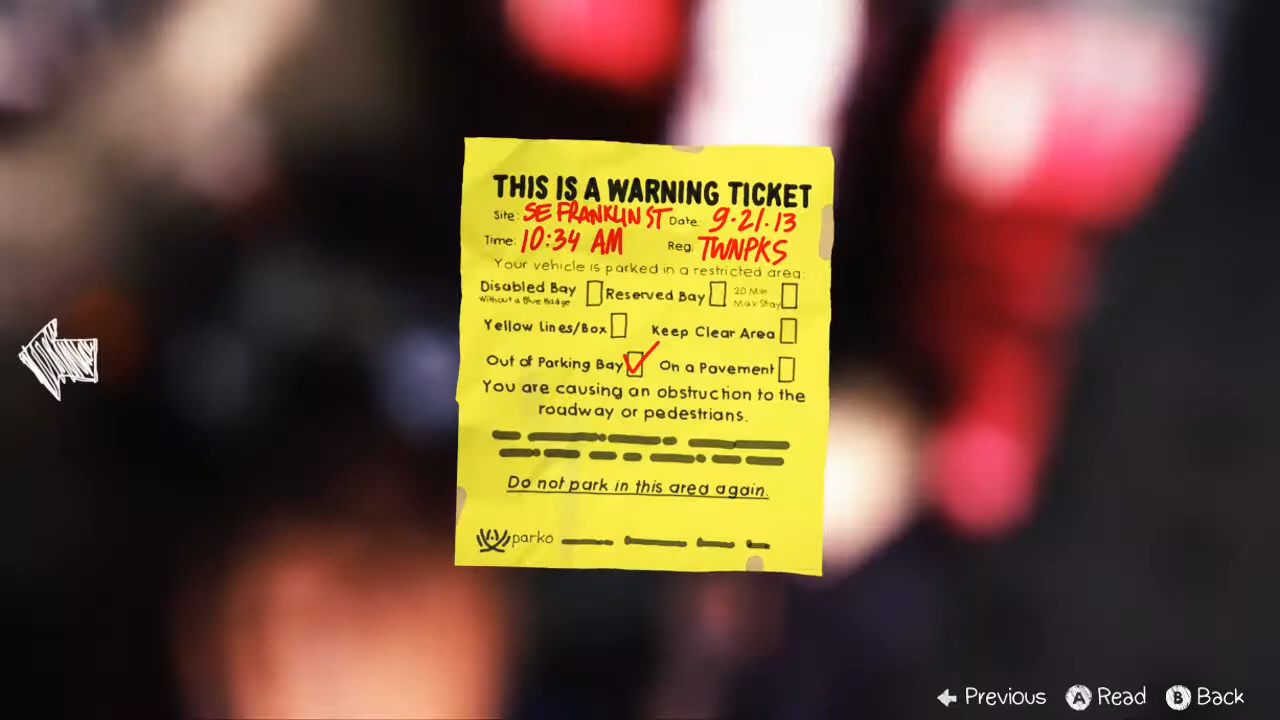 THIS IS A WARNING TICKET
Site: SE FRANKLIN ST Date: 9·21·13
Time: 10:34 AM Reg: TWNPKS
Your vehicle is parked in a restricted area:
Disabled Bay Reserved Bay 20 Min
Without a Blue Badge Max Stay
Yellow Lines/Box Keep Clear Area
Out of Parking Bay On a Pavement
You are causing an obstruction to the
roadway or pedestrians.
Do not park in this area again.
parko
Previous A Read B Back